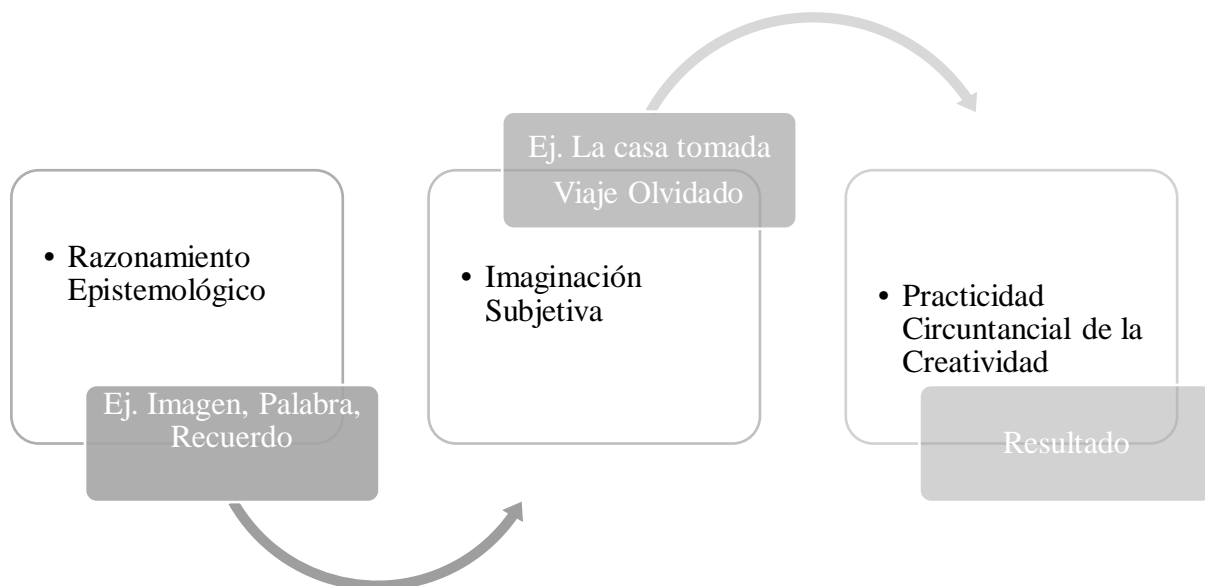 • Razonamiento
Epistemológico
Ej. Imagen, Palabra,
Recuerdo
Ej. La casa tomada
Viaje Olvidado
• Imaginación
Subjetiva
• Practicidad
Circuntancial de la
Creatividad
Resultado